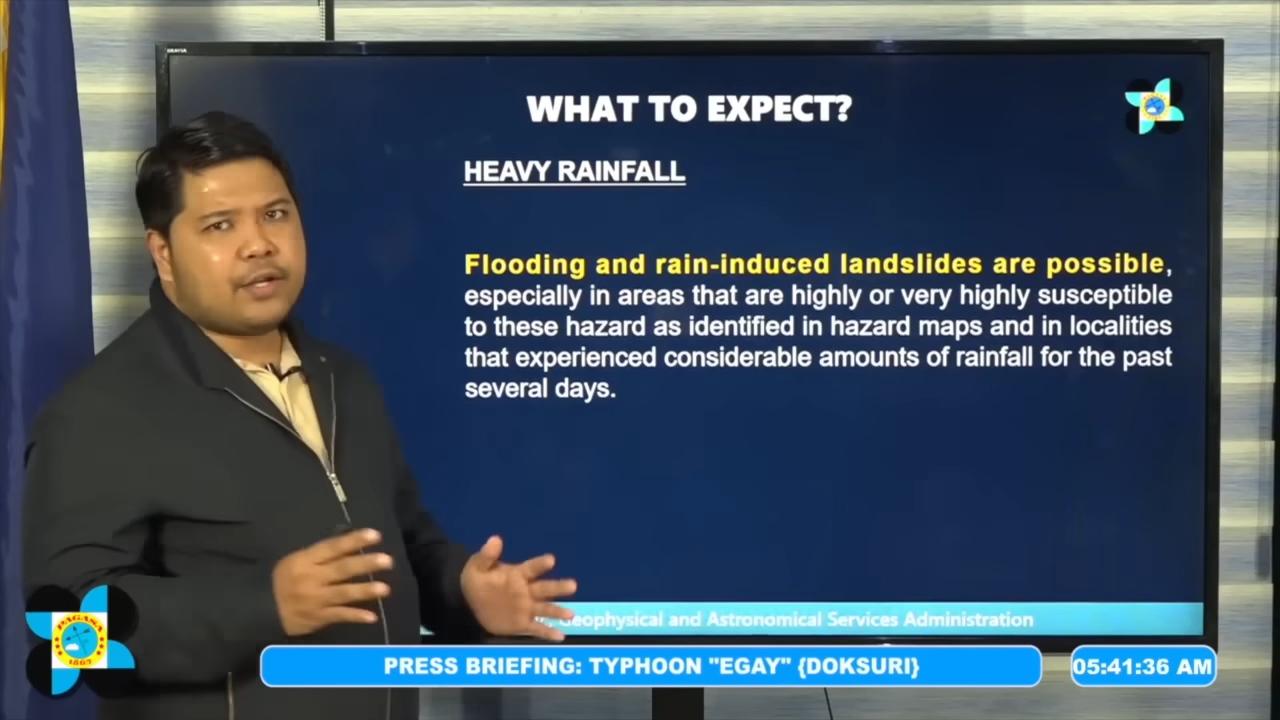 WHAT TO EXPECT?
HEAVY RAINFALL
Flooding and rain-induced landslides are possible,
especially in areas that are highly or very highly susceptible
to these hazard as identified in hazard maps and in localities
that experienced considerable amounts of rainfall for the past
several days.
Geophysical and Astronomical Services Administration
PAGASA
1865
PRESS BRIEFING: TYPHOON "EGAY" {DOKSURI}
05:41:36 AM